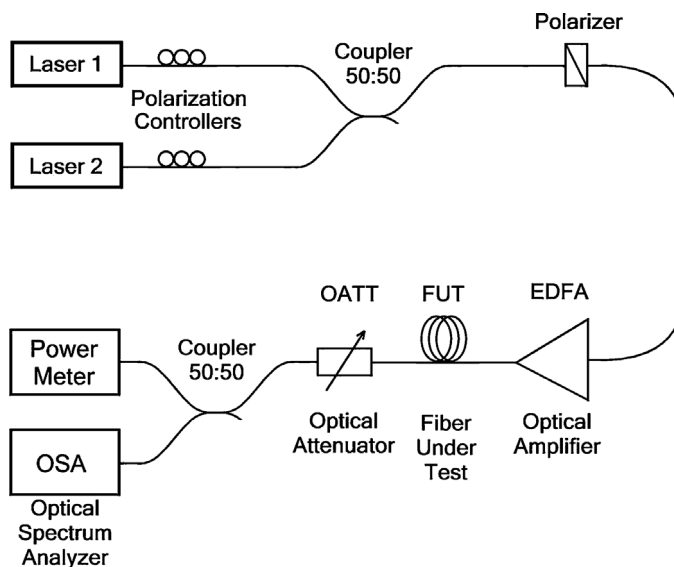 Polarizer
Laser 1
Coupler
50:50
Polarization
Controllers
Laser 2
OATT
FUT
EDFA
Power
Meter
Coupler
50:50
Optical
Attenuator
Fiber
Under
Test
Optical
Amplifier
OSA
Optical
Spectrum
Analyzer